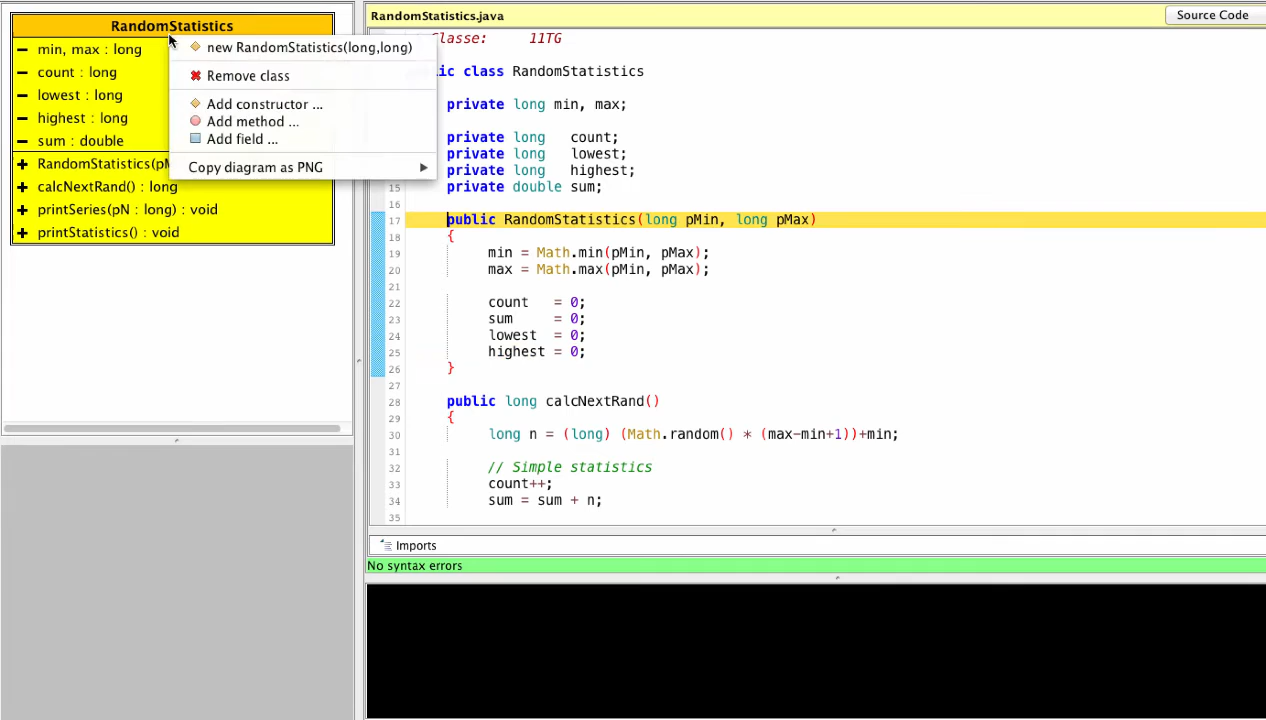 RandomStatistics
min, max : long
count : long
lowest : long
highest : long
sum : double
RandomStatistics(pM
calcNextRand() : long
printSeries(pN : long) : void
printStatistics() : void
new RandomStatistics(long,long)
Remove class
Add constructor ...
Add method ...
Add field ...
Copy diagram as PNG
RandomStatistics.java
Source Code
Classe: 11TG
ic class RandomStatistics
private long min, max;
private long count;
private long lowest;
private long highest;
15 private double sum;
16
17 public RandomStatistics(long pMin, long pMax)
18 {
19 min = Math.min(pMin, pMax);
20 max = Math.max(pMin, pMax);
21
22 count = 0;
23 sum = 0;
24 lowest = 0;
25 highest = 0;
26 }
27
28 public long calcNextRand()
29 {
30 long n = (long) (Math.random() * (max-min+1))+min;
31
32 // Simple statistics
33 count++;
34 sum = sum + n;
35
Imports
No syntax errors